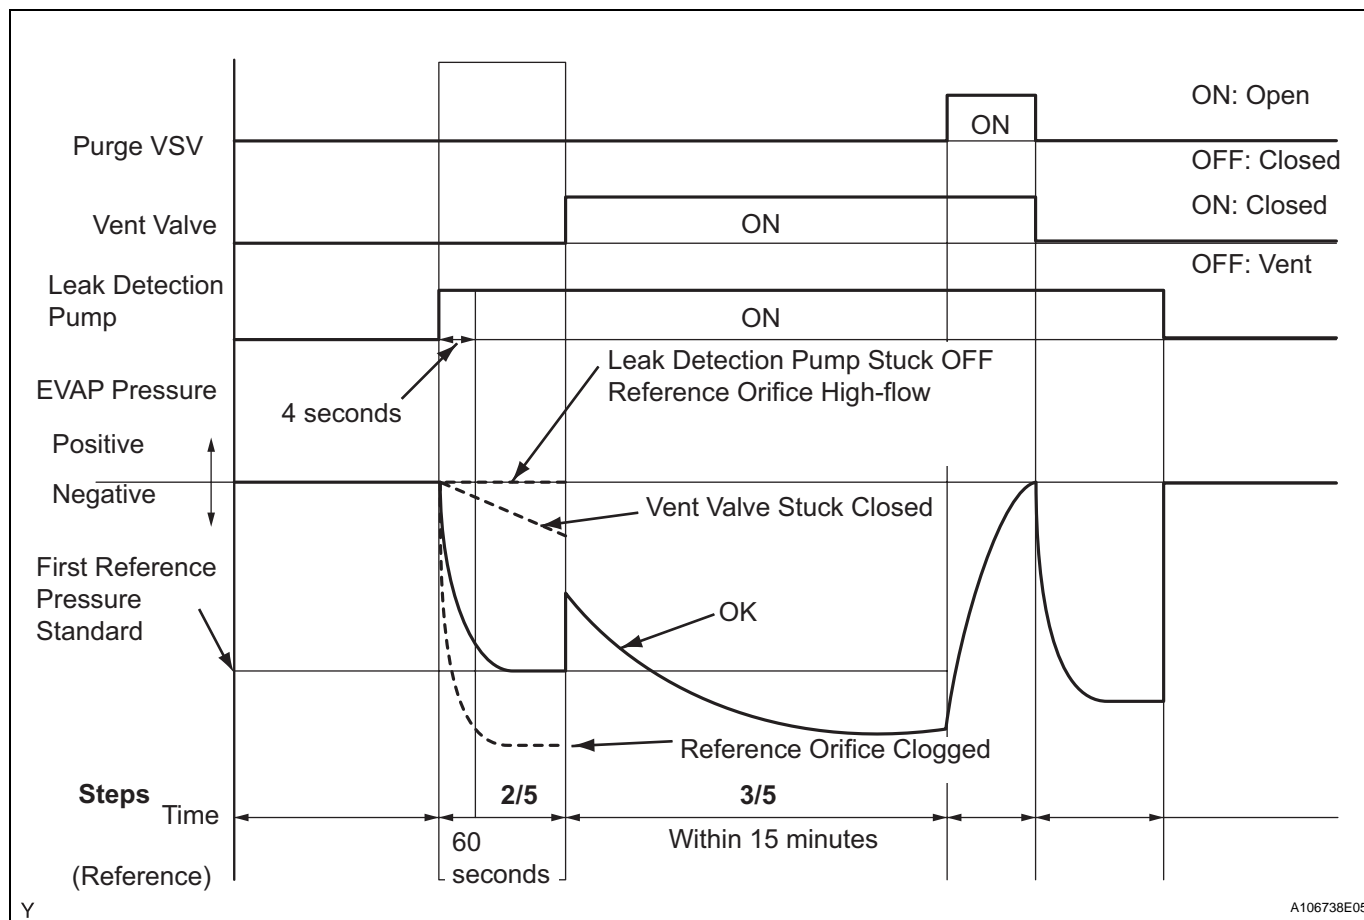 ON: Open
ON
Purge VSV
OFF: Closed
ON: Closed
Vent Valve
ON
OFF: Vent
Leak Detection
Pump
ON
Leak Detection Pump Stuck OFF
Reference Orifice High-flow
EVAP Pressure
4 seconds
Positive
Negative
Vent Valve Stuck Closed
First Reference
Pressure
Standard
OK
Reference Orifice Clogged
Steps
2/5
3/5
Time
60
seconds
Within 15 minutes
(Reference)
Y
A106738E05